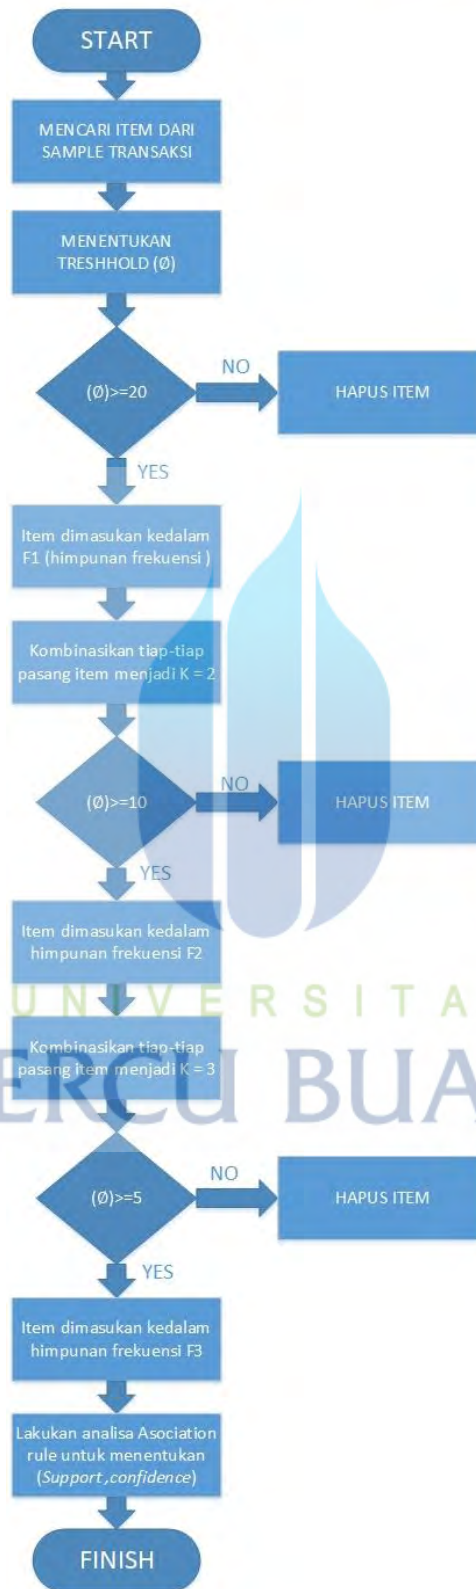 START
MENCARI ITEM DARI
SAMPLE TRANSAKSI
MENENTUKAN
TRESHHOLD (Ø)
(Ø)>=20
NO
HAPUS ITEM
YES
Item dimasukan kedalam
F1 (himpunan frekuensi )
Kombinasikan tiap-tiap
pasang item menjadi K = 2
(Ø)>=10
NO
HAPUS ITEM
YES
Item dimasukan kedalam
himpunan frekuensi F2
UNIVERSITA
Kombinasikan tiap-tiap
pasang item menjadi K = 3
ERCU BUA
(Ø)>=5
NO
HAPUS ITEM
YES
Item dimasukan kedalam
himpunan frekuensi F3
Lakukan analisa Asociation
rule untuk menentukan
(Support ,confidence)
FINISH